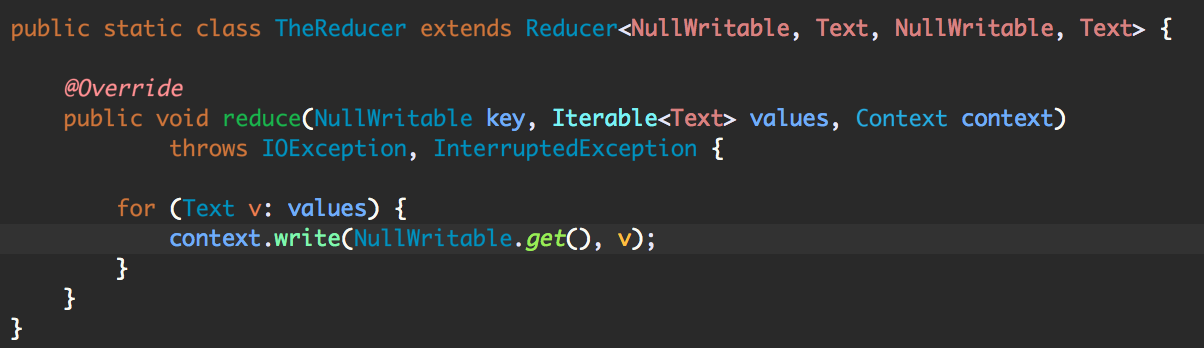 public static class TheReducer extends Reducer<NullWritable, Text, NullWritable, Text> {
@Override
public void reduce(NullWritable key, Iterable<Text> values, Context context)
throws IOException, InterruptedException {
for (Text v: values) {
context.write(NullWritable.get(), v);
}
}
}